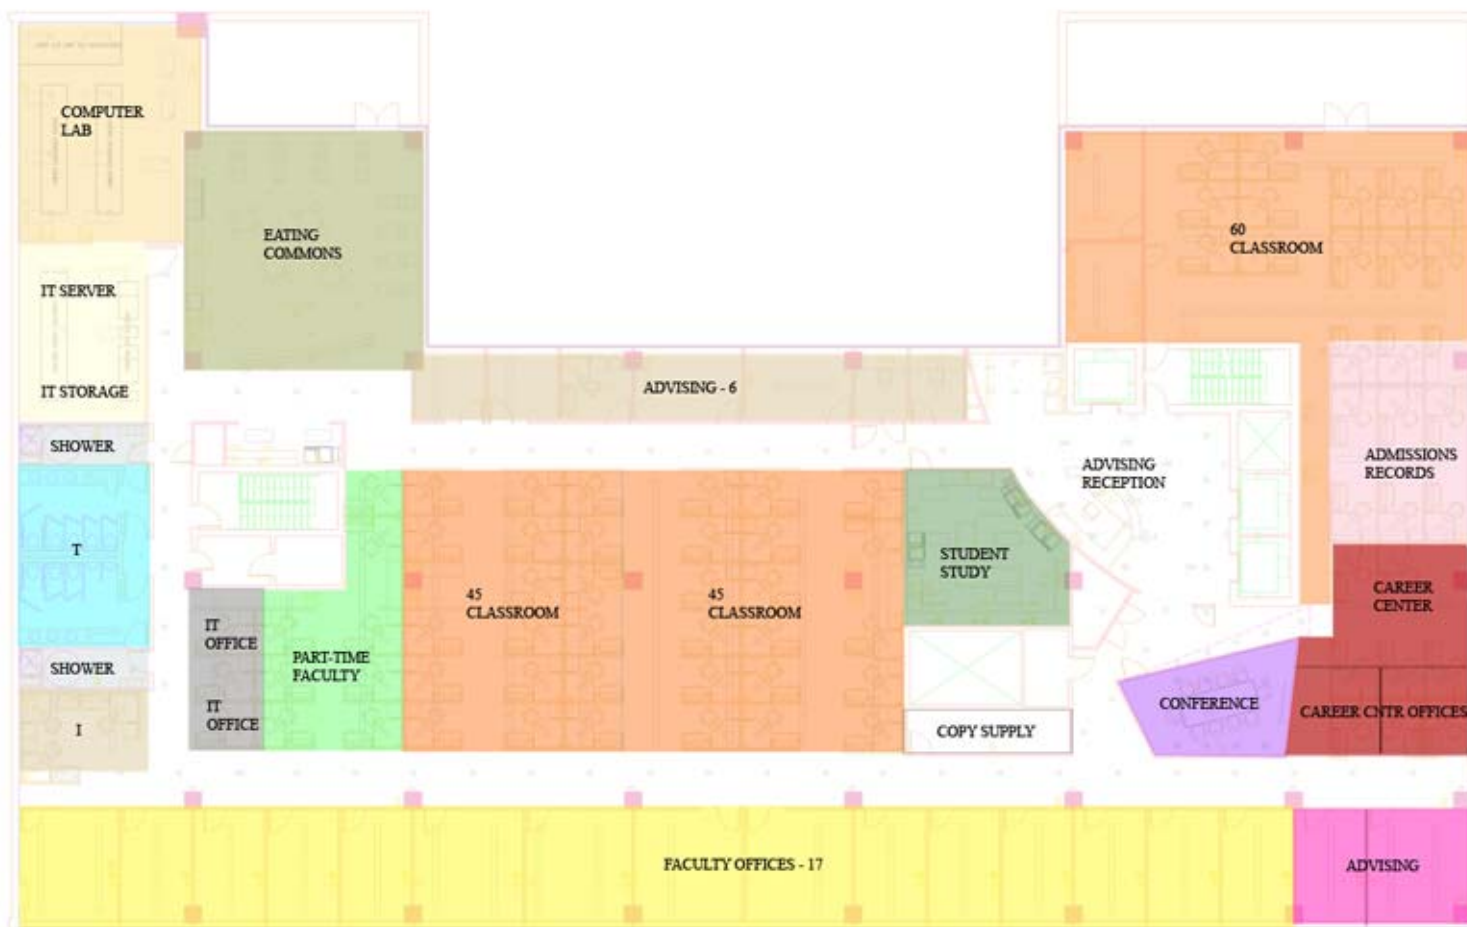 COMPUTER
LAB
EATING
COMMONS
60
CLASSROOM
IT SERVER
IT STORAGE
ADVISING - 6
SHOWER
ADVISING
RECEPTION
ADMISSIONS
RECORDS
T
STUDENT
STUDY
45
CLASSROOM
45
CLASSROOM
CAREER
CENTER
IT
OFFICE
PART-TIME
FACULTY
SHOWER
IT
OFFICE
CONFERENCE
CAREER CNTR OFFICES
I
COPY SUPPLY
FACULTY OFFICES - 17
ADVISING